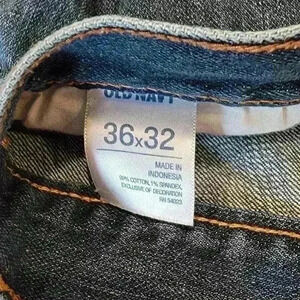 OLD NAVY
36x32
MADE IN
INDONESIA
99% COTTON, 1% SPANDEX,
EXCLUSIVE OF DECORATION
RN 54023